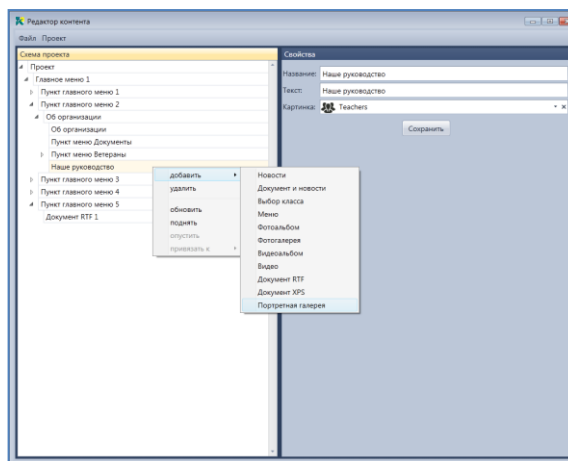 Редактор контента
Файл Проект
Схема проекта
Проект
Главное меню 1
Пункт главного меню 1
Пункт главного меню 2
Об организации
Об организации
Пункт меню Документы
Пункт меню Ветераны
Наше руководство
Пункт главного меню 3
Пункт главного меню 4
Пункт главного меню 5
Документ RTF 1
добавить
удалить
обновить
поднять
опустить
привязать к
Новости
Документ и новости
Выбор класса
Меню
Фотоальбом
Фотогалерея
Видеоальбом
Видео
Документ RTF
Документ XPS
Портретная галерея
Свойства
Название: Наше руководство
Текст: Наше руководство
Картинка: Teachers
Сохранить